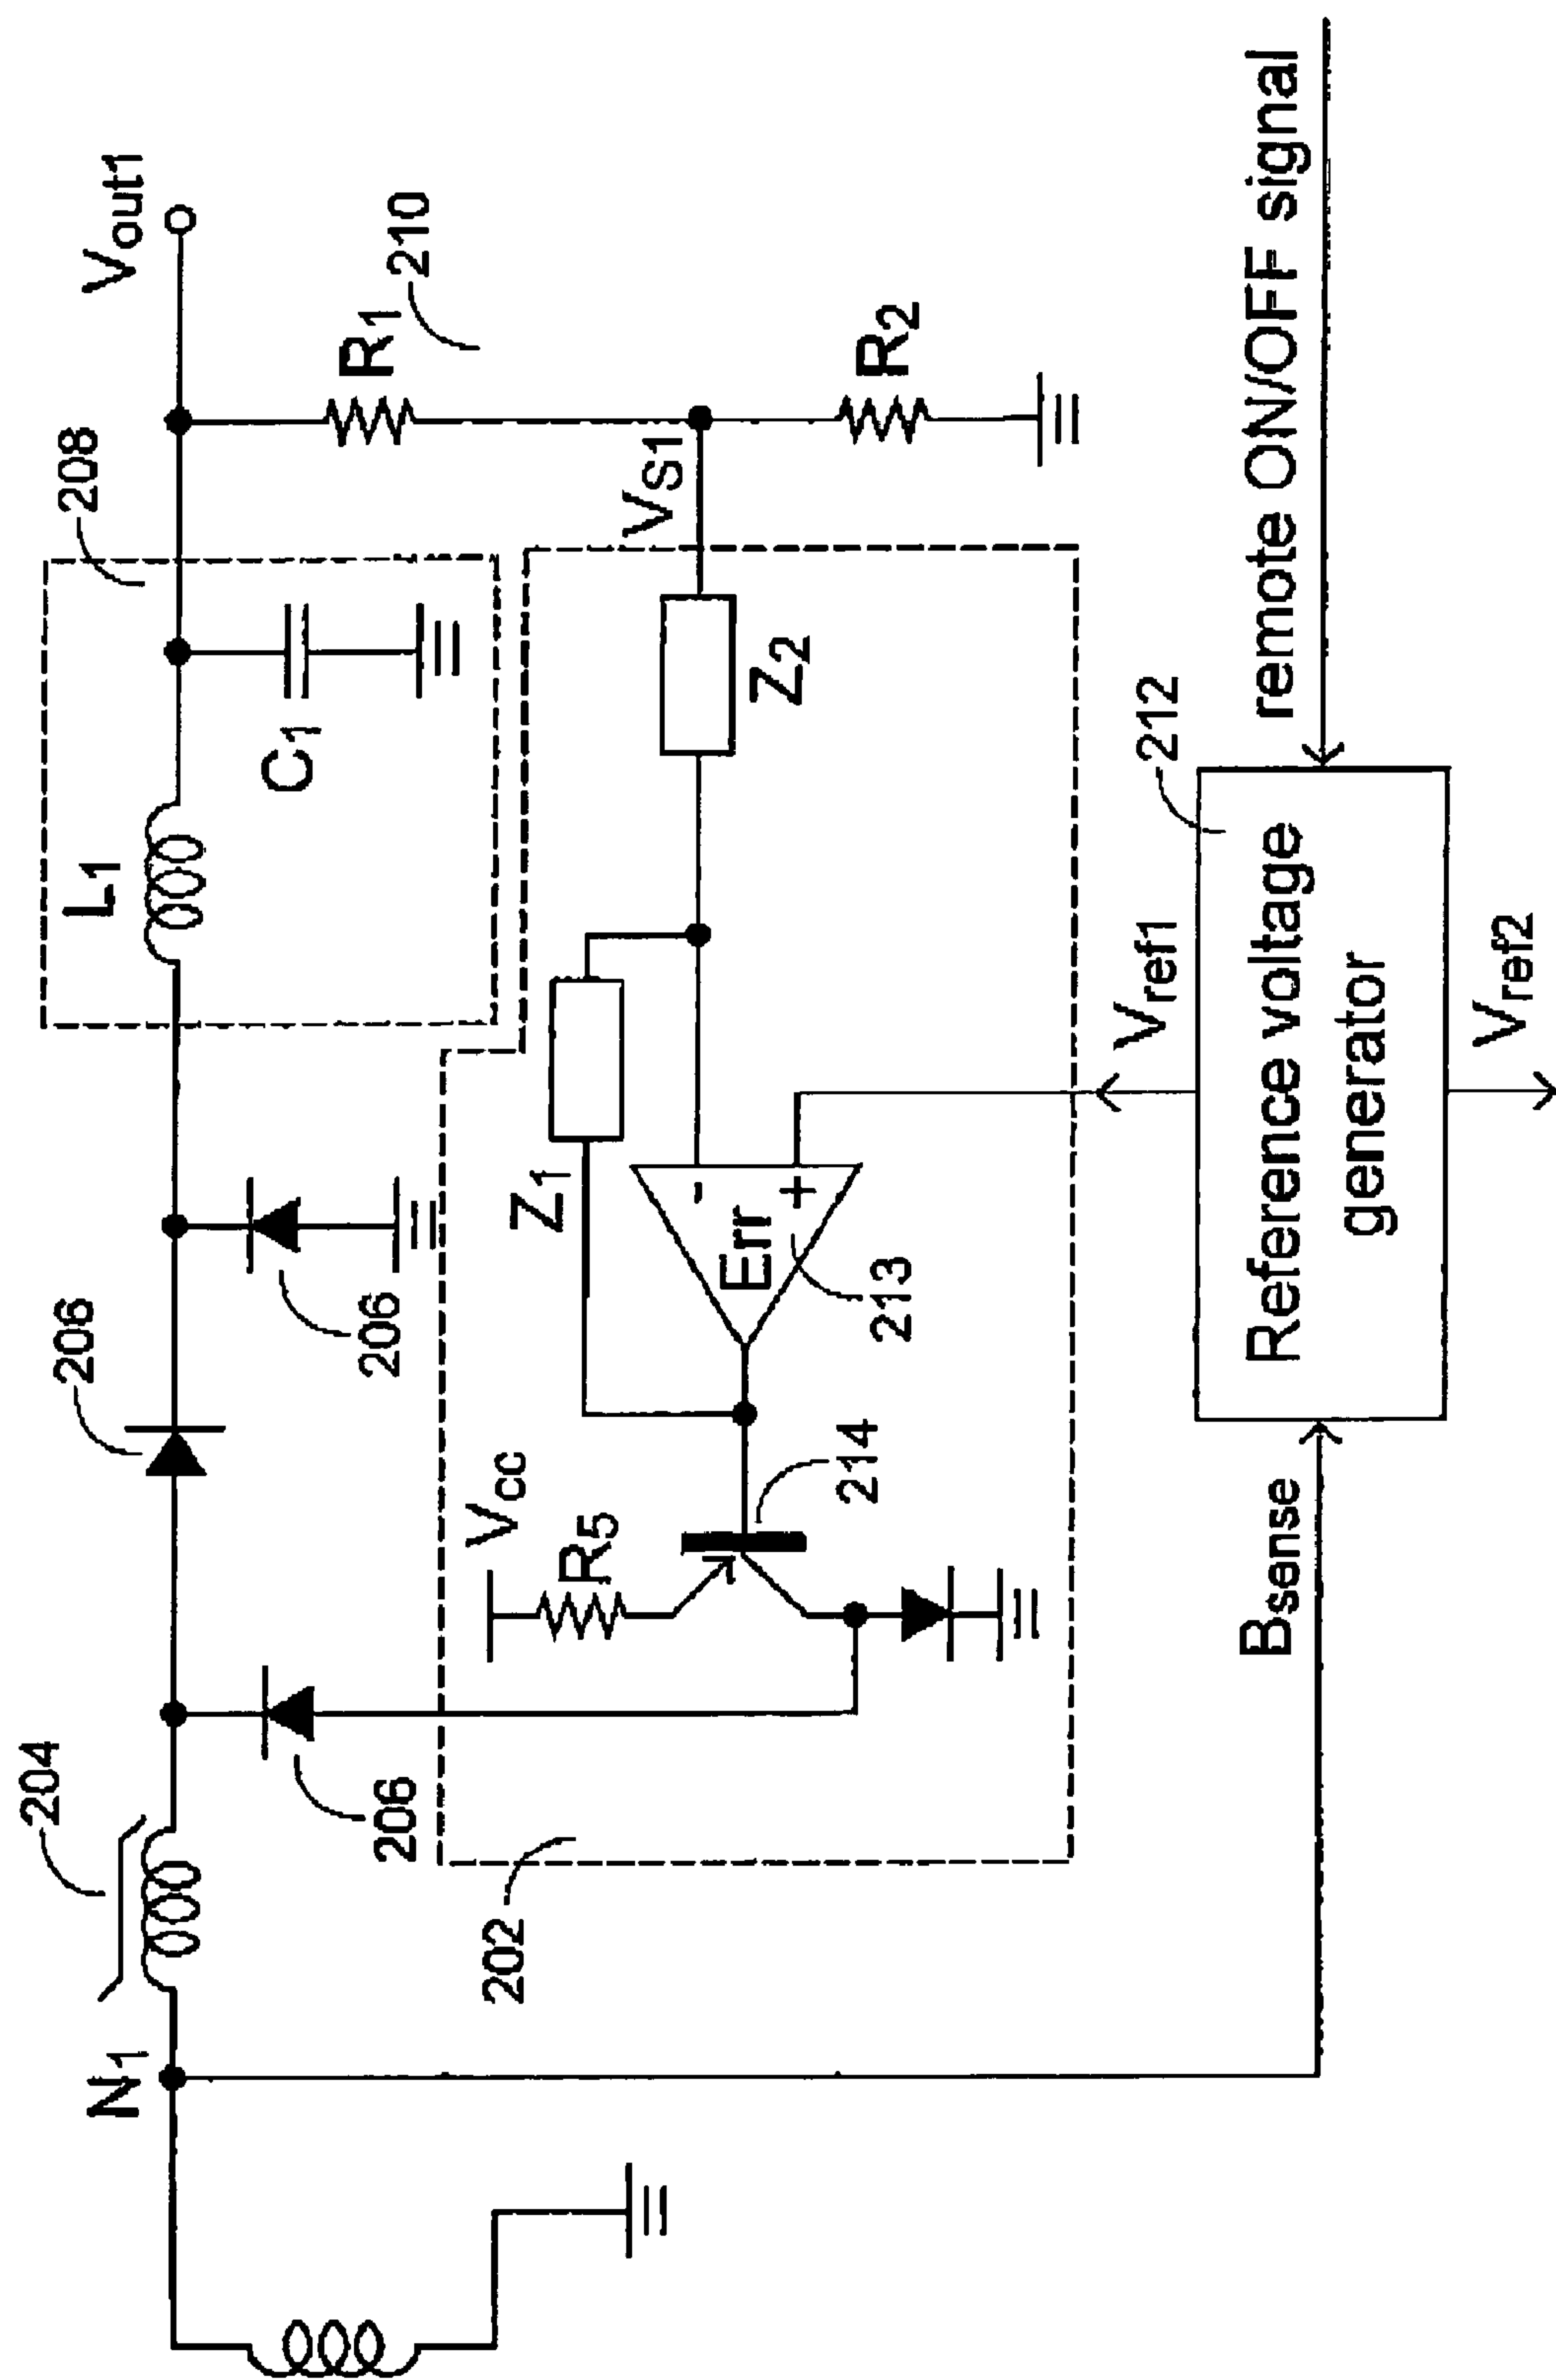 N1
204
206
206
206
L1
208
C1
Vout1
R1
210
VS1
R2
202
Vcc
R5
214
Z1
Err
-
+
213
Z2
Vref1
212
Bsense
Reference voltage
generator
remote ON/OFF signal
Vref2